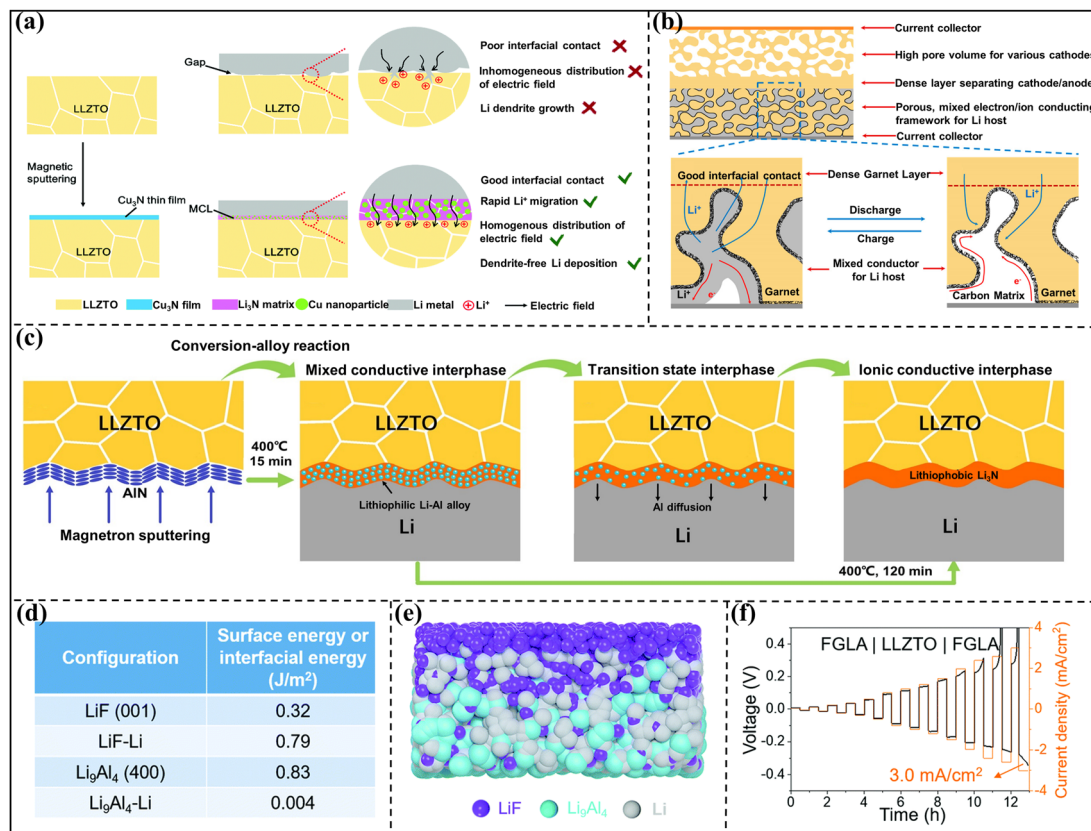 (a)
Gap
LLZTO
LLZTO
Poor interfacial contact
Inhomogeneous distribution
of electric field
Li dendrite growth
Magnetic
sputtering
Cu₃N thin film
LLZTO
MCL
LLZTO
Good interfacial contact
Rapid Li⁺ migration
Homogenous distribution of
electric field
Dendrite-free Li deposition
LLZTO
Cu₃N film
Li₃N matrix
Cu nanoparticle
Li metal
Li⁺
Electric field
(b)
Current collector
High pore volume for various cathodes
Dense layer separating cathode/anode
Porous, mixed electron/ion conducting
framework for Li host
Current collector
Good interfacial contact
Dense Garnet Layer
Li⁺
Li⁺
Discharge
Charge
Mixed conductor
for Li host
Li⁺
e⁻
Garnet
Carbon Matrix
e⁻
Garnet
(c)
Conversion-alloy reaction
Mixed conductive interphase
Transition state interphase
Ionic conductive interphase
LLZTO
LLZTO
LLZTO
LLZTO
400℃
15 min
AlN
Magnetron sputtering
Lithiophilic Li-Al alloy
Li
Al diffusion
Li
Lithiophobic Li₃N
Li
400℃, 120 min
(d)
Configuration
Surface energy or
interfacial energy
(J/m²)
LiF (001)
0.32
LiF-Li
0.79
Li₉Al₄ (400)
0.83
Li₉Al₄-Li
0.004
(e)
LiF
Li₉Al₄
Li
(f)
FGLA | LLZTO | FGLA
Voltage (V)
0.4
0.2
0.0
-0.2
-0.4
Current density (mA/cm²)
4
3
2
1
0
-1
-2
-3
-4
3.0 mA/cm²
0 2 4 6 8 10 12
Time (h)